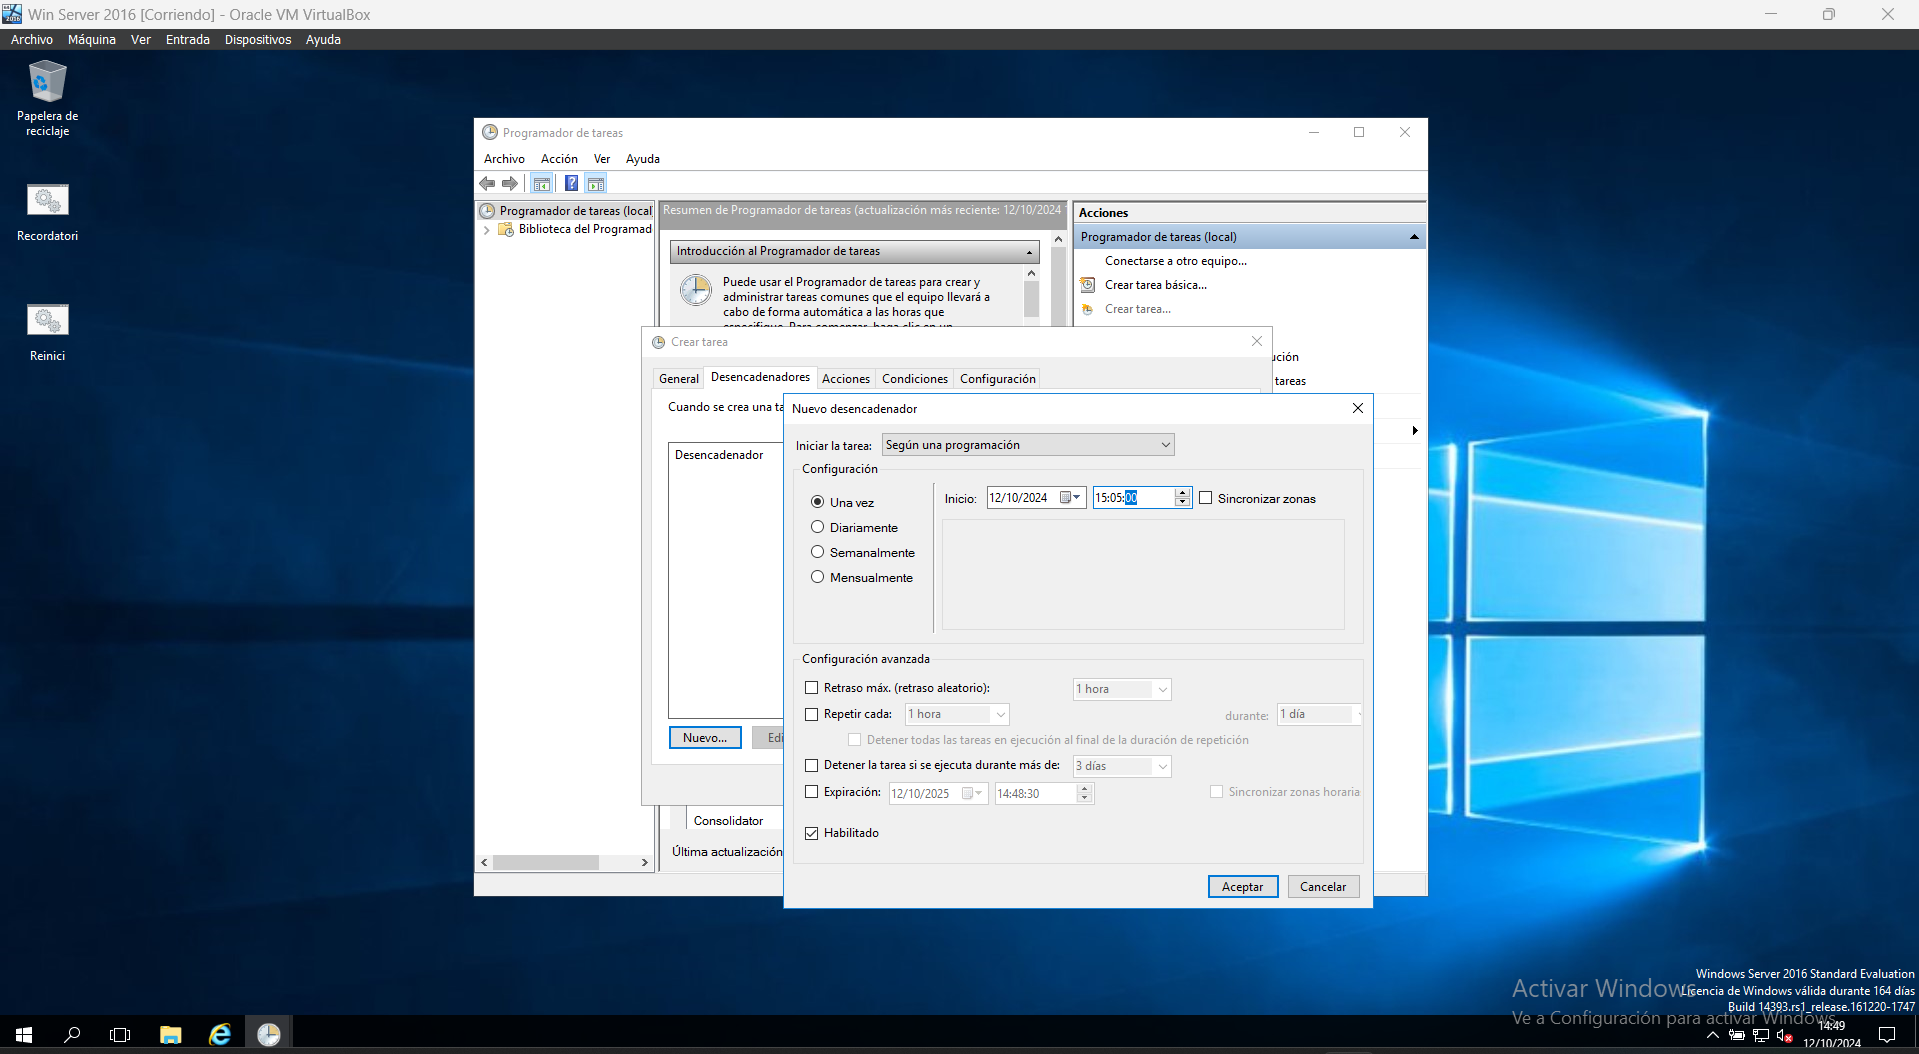 Win Server 2016 [Corriendo] - Oracle VM VirtualBox
Archivo Máquina Ver Entrada Dispositivos Ayuda
Papelera de
reciclaje
Recordatori
Reinici
Programador de tareas
Archivo Acción Ver Ayuda
Programador de tareas (local
Biblioteca del Programad
Resumen de Programador de tareas (actualización más reciente: 12/10/2024
Introducción al Programador de tareas
Puede usar el Programador de tareas para crear y
administrar tareas comunes que el equipo llevará a
cabo de forma automática a las horas que
especifique. Para comenzar, haga clic en un
Acciones
Programador de tareas (local)
Conectarse a otro equipo...
Crear tarea básica...
Crear tarea...
ución
tareas
Crear tarea
General Desencadenadores Acciones Condiciones Configuración
Cuando se crea una ta
Desencadenador
Nuevo... Edi
Consolidator
Última actualización
Nuevo desencadenador
Iniciar la tarea: Según una programación
Configuración
Una vez
Diariamente
Semanalmente
Mensualmente
Inicio: 12/10/2024 15:05:00 Sincronizar zonas
Configuración avanzada
Retraso máx. (retraso aleatorio): 1 hora
Repetir cada: 1 hora durante: 1 día
Detener todas las tareas en ejecución al final de la duración de repetición
Detener la tarea si se ejecuta durante más de: 3 días
Expiración: 12/10/2025 14:48:30 Sincronizar zonas horaria
Habilitado
Aceptar Cancelar
Activar Windows
Ve a Configuración para activar Windows.
Windows Server 2016 Standard Evaluation
Licencia de Windows válida durante 164 días
Build 14393.rs1_release.161220-1747
14:49
12/10/2024